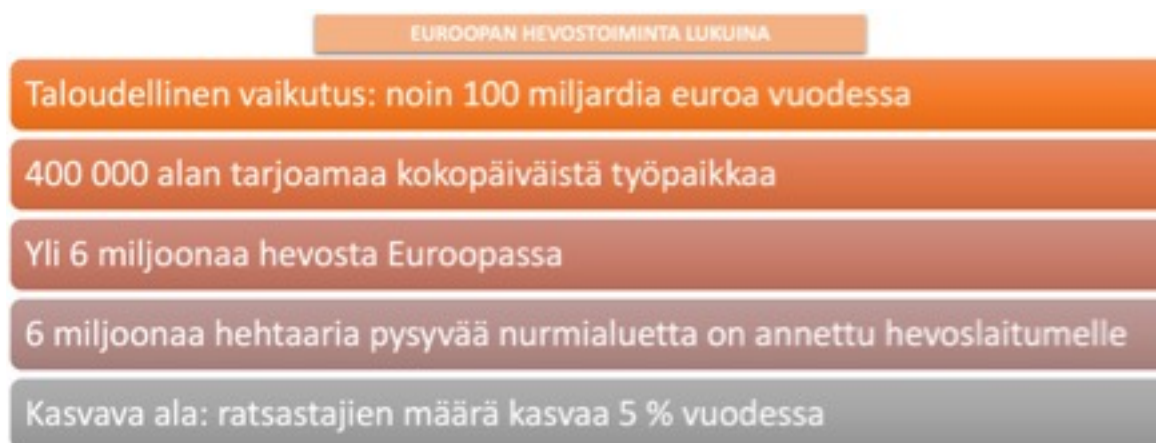 EUROOPAN HEVOSTOIMINTA LUKUINA
Taloudellinen vaikutus: noin 100 miljardia euroa vuodessa
400 000 alan tarjoamaa kokopäiväistä työpaikkaa
Yli 6 miljoonaa hevosta Euroopassa
6 miljoonaa hehtaaria pysyvää nurmialuetta on annettu hevoslaitumelle
Kasvava ala: ratsastajien määrä kasvaa 5 % vuodessa